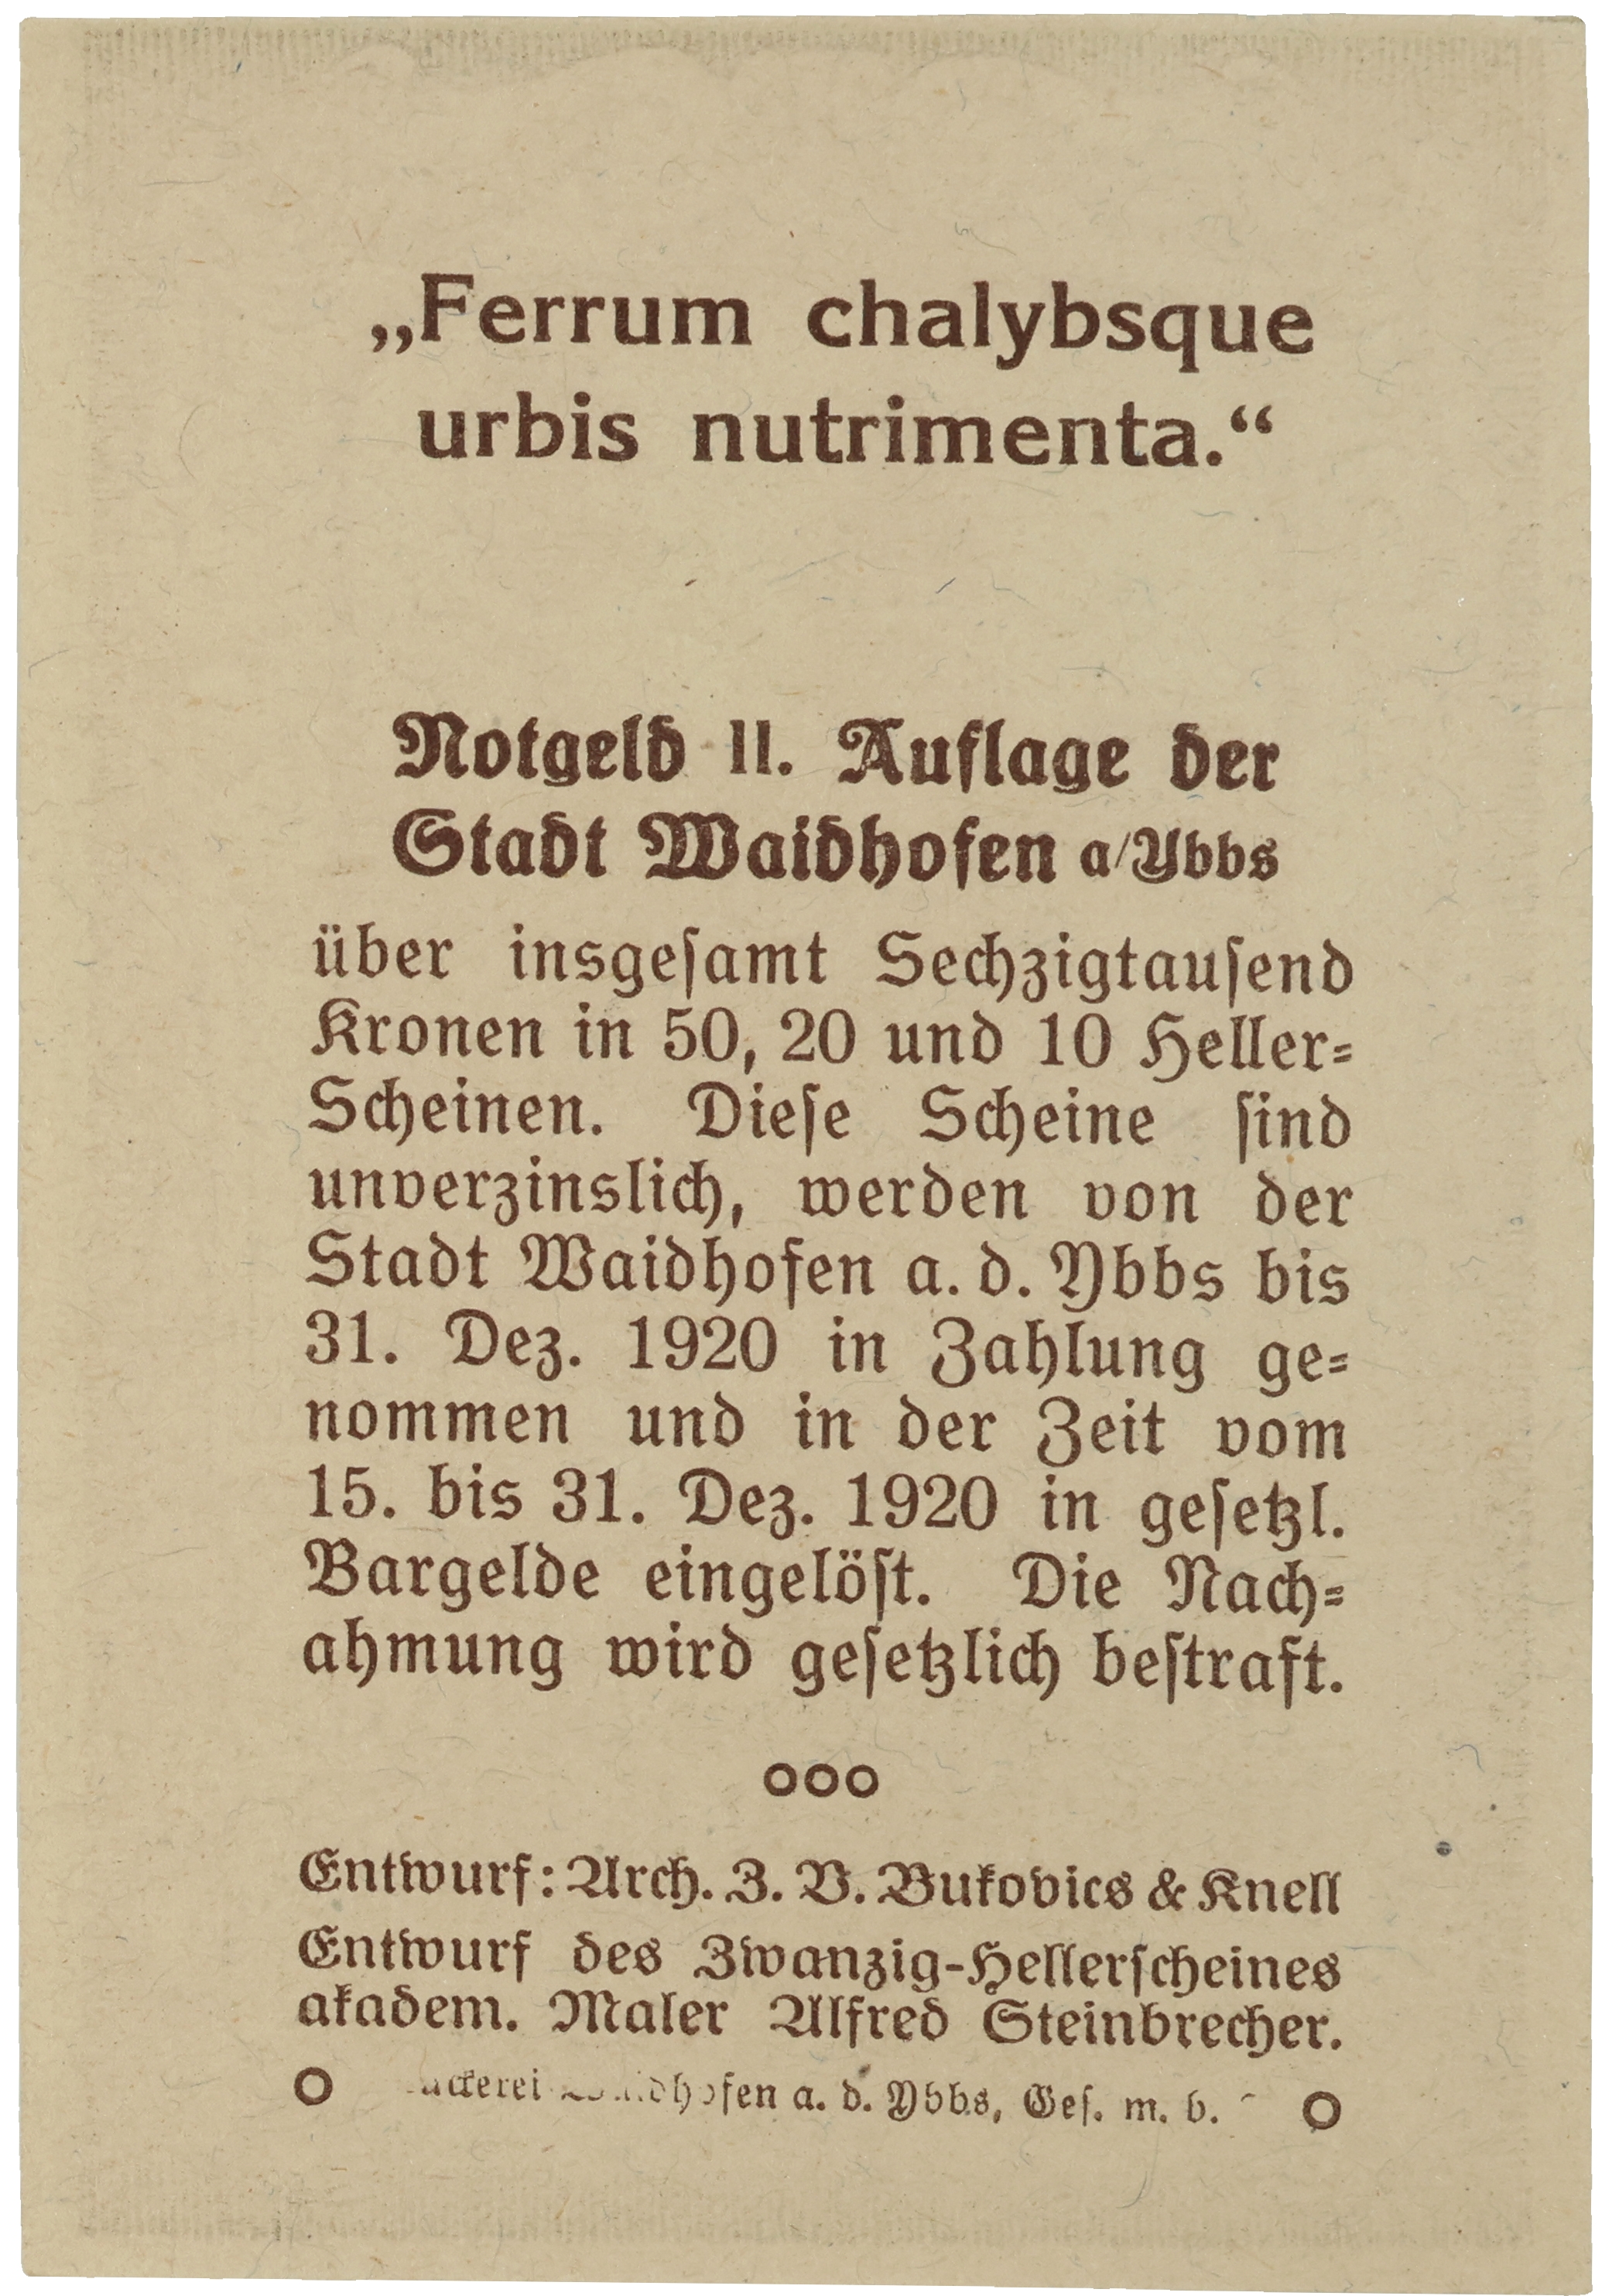 „Ferrum chalybsque
urbis nutrimenta.“
Notgeld II. Auflage der
Stadt Waidhofen a/Ybbs
über insgeſamt Sechzigtauſend
Kronen in 50, 20 und 10 Heller-
Scheinen. Dieſe Scheine ſind
unverzinslich, werden von der
Stadt Waidhofen a. d. Ybbs bis
31. Dez. 1920 in Zahlung ge-
nommen und in der Zeit vom
15. bis 31. Dez. 1920 in geſetzl.
Bargelde eingelöſt. Die Nach-
ahmung wird geſetzlich beſtraft.
ooo
Entwurf: Arch. Z. V. Bukovics & Knell
Entwurf des Zwanzig-Hellerſcheines
akadem. Maler Alfred Steinbrecher.
a. d. Ybbs, Geſ. m. b.